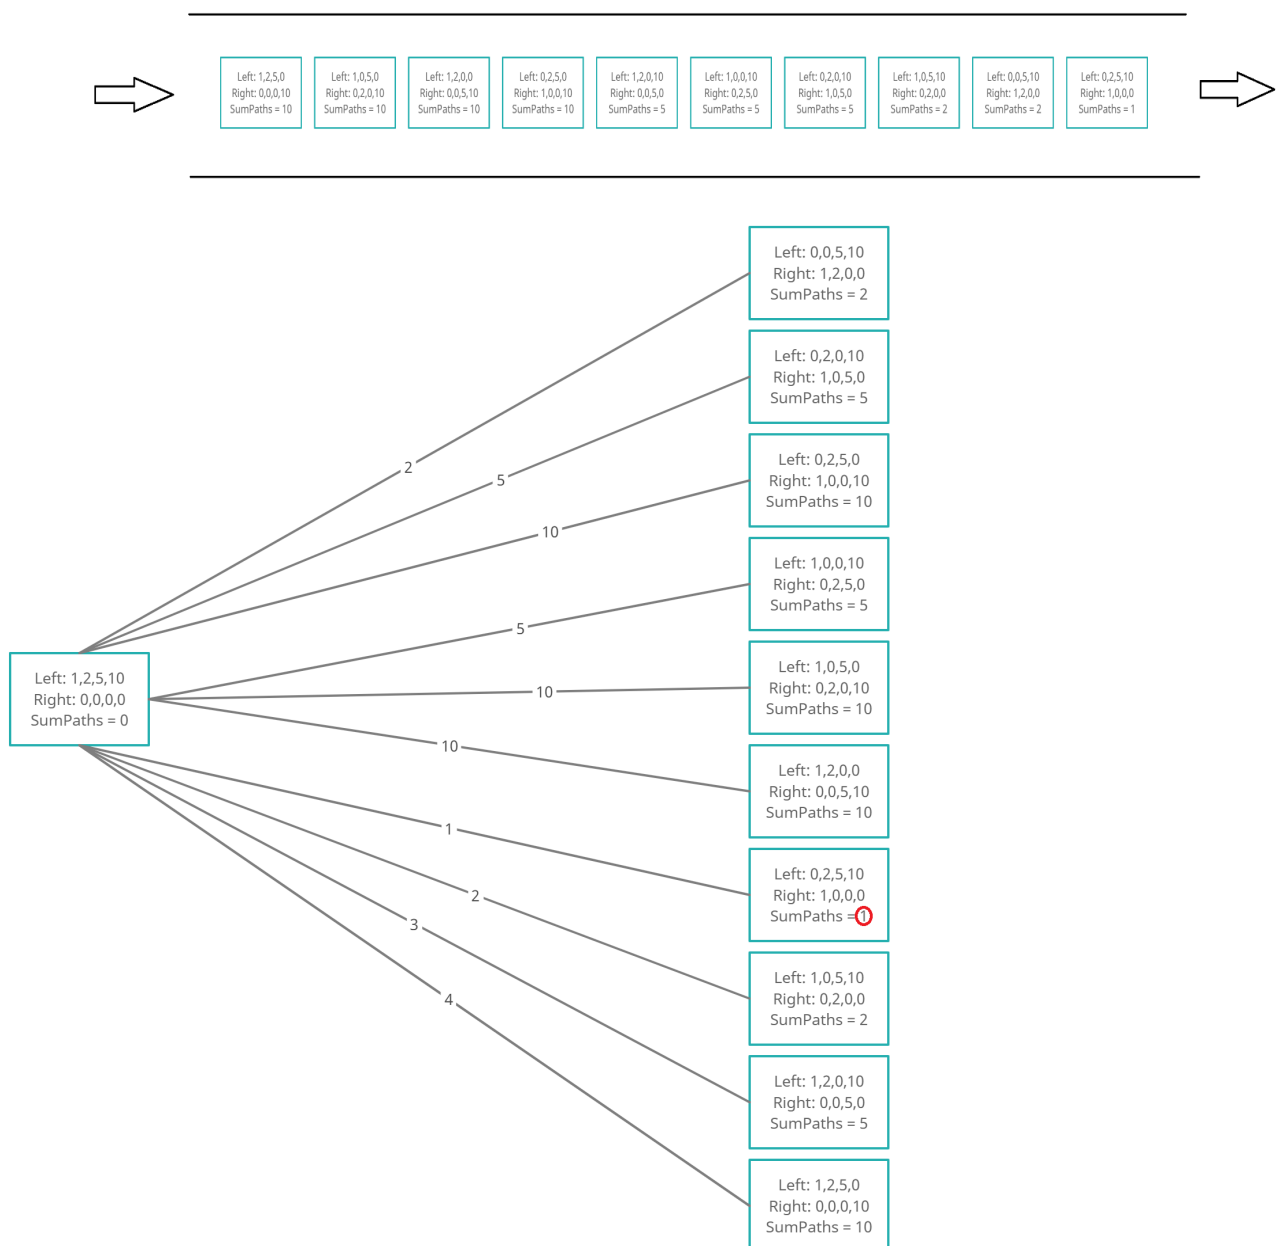 Left: 1,2,5,0
Right: 0,0,0,10
SumPaths = 10
Left: 1,0,5,0
Right: 0,2,0,10
SumPaths = 10
Left: 1,2,0,0
Right: 0,0,5,10
SumPaths = 10
Left: 0,2,5,0
Right: 1,0,0,10
SumPaths = 10
Left: 1,2,0,10
Right: 0,0,5,0
SumPaths = 5
Left: 1,0,0,10
Right: 0,2,5,0
SumPaths = 5
Left: 0,2,0,10
Right: 1,0,5,0
SumPaths = 5
Left: 1,0,5,10
Right: 0,2,0,0
SumPaths = 2
Left: 0,0,5,10
Right: 1,2,0,0
SumPaths = 2
Left: 0,2,5,10
Right: 1,0,0,0
SumPaths = 1
Left: 1,2,5,10
Right: 0,0,0,0
SumPaths = 0
2
5
10
5
10
10
1
2
3
4
Left: 0,0,5,10
Right: 1,2,0,0
SumPaths = 2
Left: 0,2,0,10
Right: 1,0,5,0
SumPaths = 5
Left: 0,2,5,0
Right: 1,0,0,10
SumPaths = 10
Left: 1,0,0,10
Right: 0,2,5,0
SumPaths = 5
Left: 1,0,5,0
Right: 0,2,0,10
SumPaths = 10
Left: 1,2,0,0
Right: 0,0,5,10
SumPaths = 10
Left: 0,2,5,10
Right: 1,0,0,0
SumPaths = 1
Left: 1,0,5,10
Right: 0,2,0,0
SumPaths = 2
Left: 1,2,0,10
Right: 0,0,5,0
SumPaths = 5
Left: 1,2,5,0
Right: 0,0,0,10
SumPaths = 10